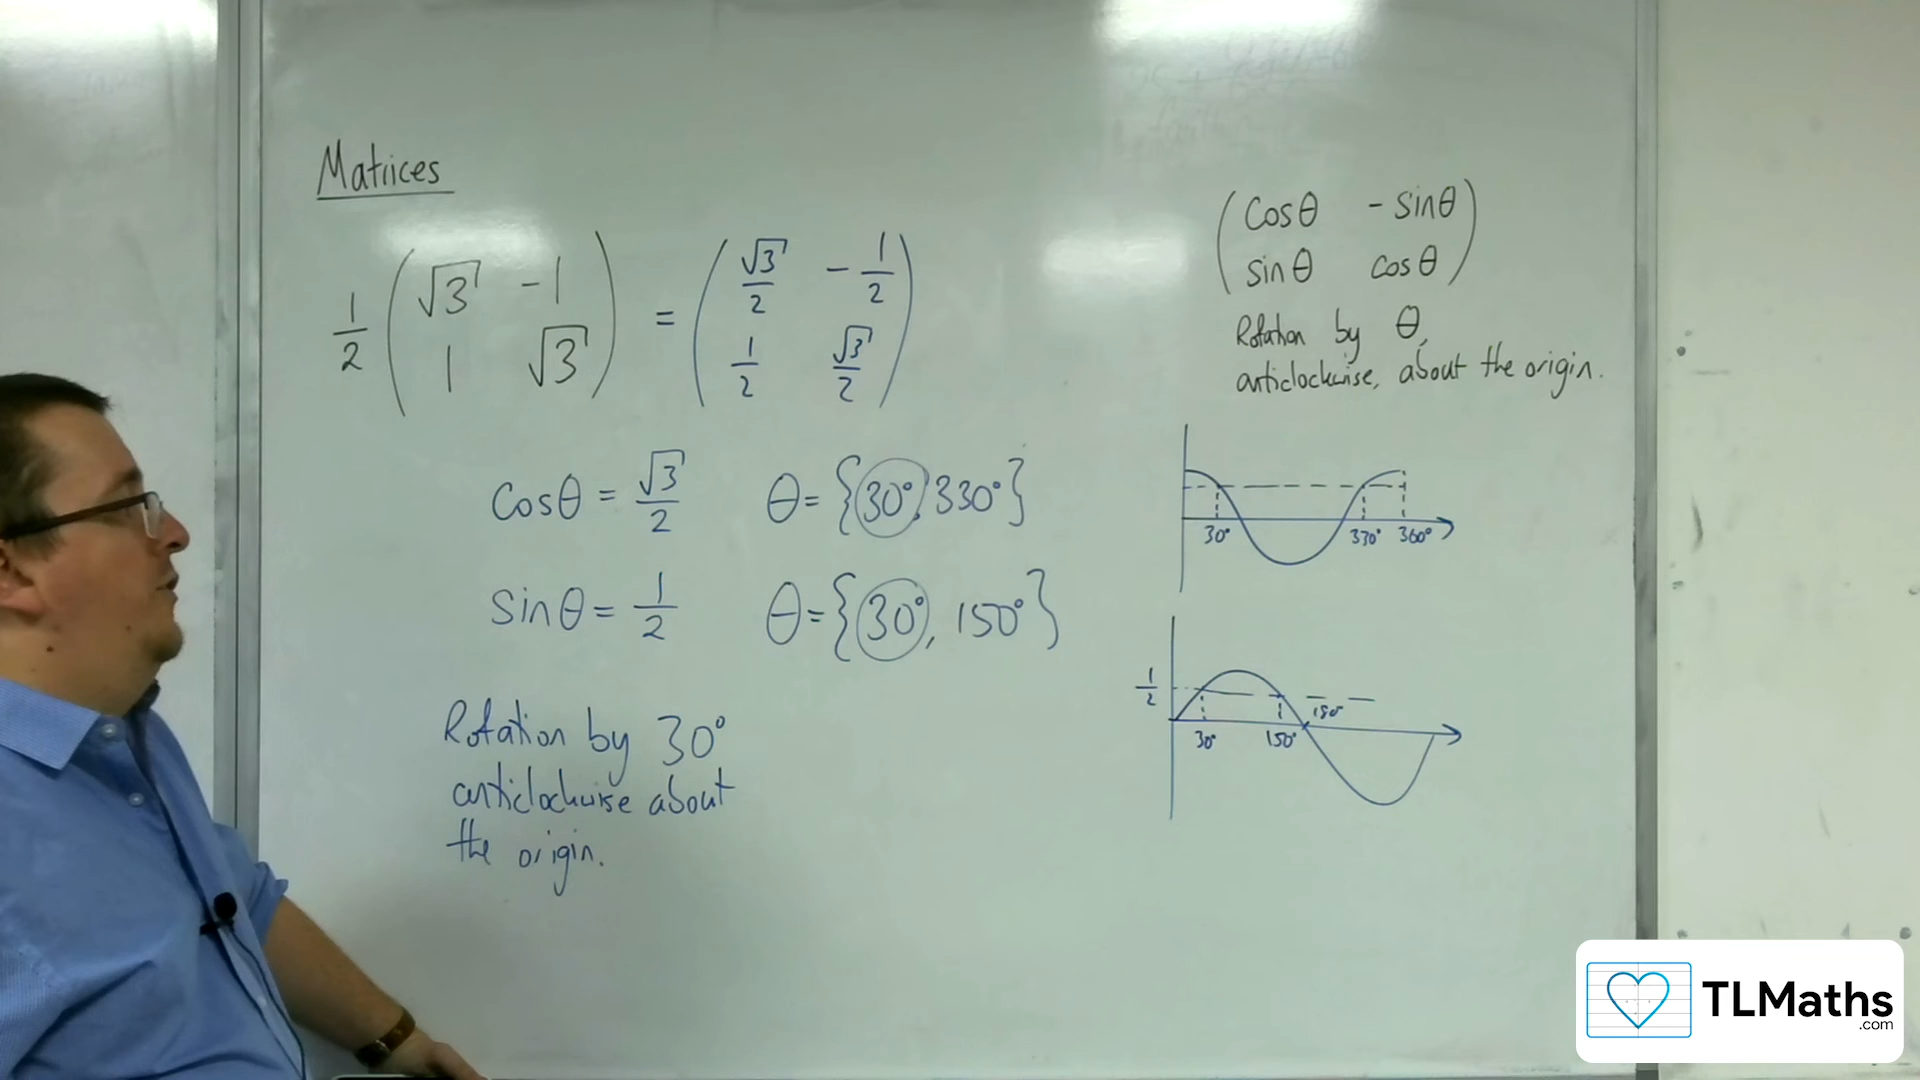 Matrices
1/2 (√3 -1
1 √3) = (√3/2 -1/2
1/2 √3/2)
cosθ = √3/2 θ= {30°, 330°}
sinθ = 1/2 θ= {30°, 150°}
Rotation by 30°
anticlockwise about
the origin.
(cosθ - sinθ
sinθ cosθ)
Rotation by θ,
anticlockwise, about the origin.
30° 330° 360°
1/2
180°
30° 150°
TLMaths
.com